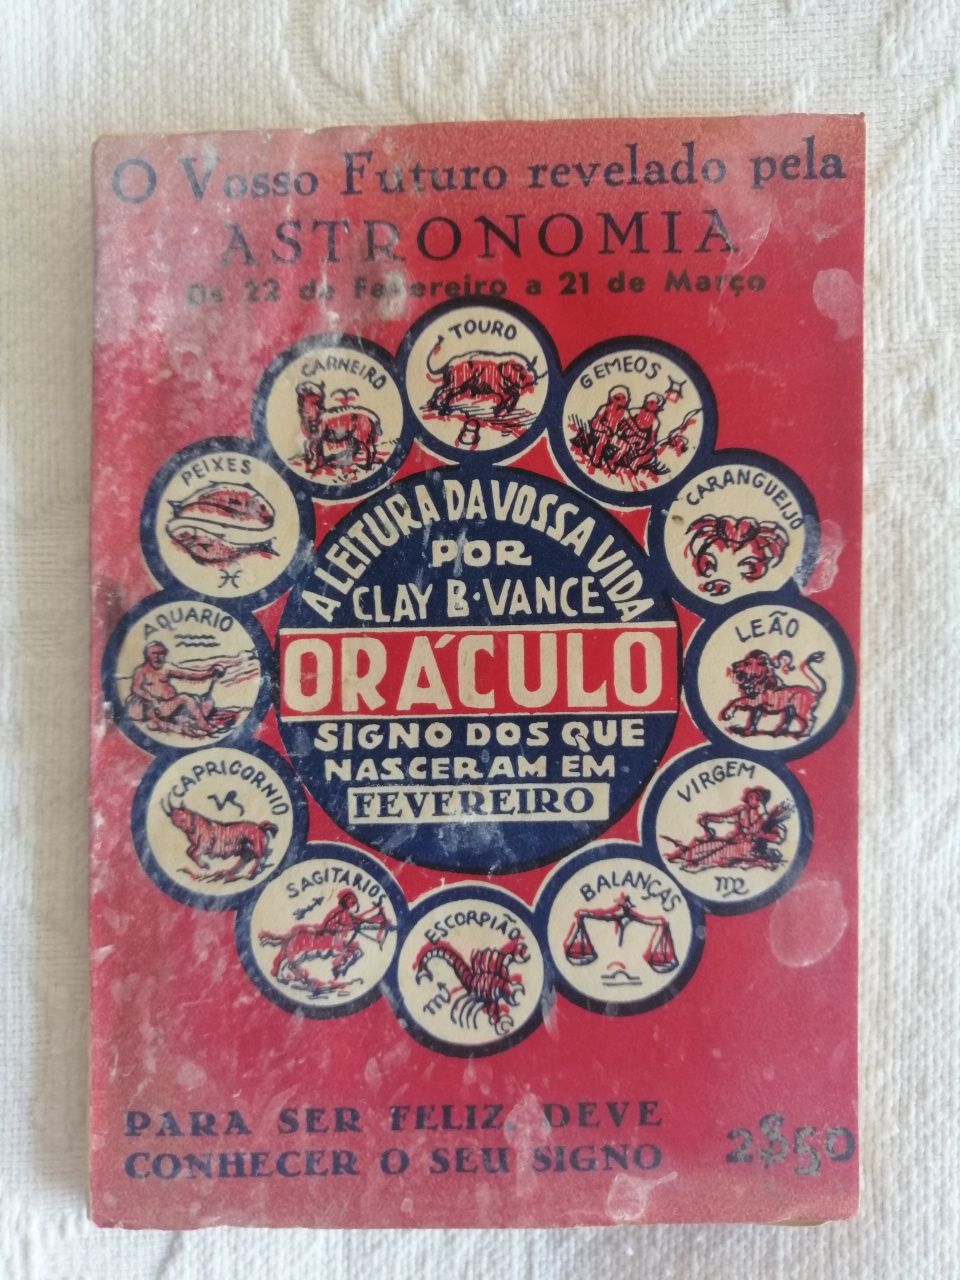 O Vosso Futuro revelado pela
ASTRONOMIA
De 22 de Fevereiro a 21 de Março
TOURO
CARNEIRO
GEMEOS
PEIXES
CARANGUEIJO
A LEITURA DA VOSSA VIDA
POR
CLAY B. VANCE
AQUARIO
LEÃO
ORÁCULO
SIGNO DOS QUE
NASCERAM EM
FEVEREIRO
CAPRICORNIO
VIRGEM
SAGITARIOS
BALANÇAS
ESCORPIÃO
PARA SER FELIZ, DEVE
CONHECER O SEU SIGNO
2$50